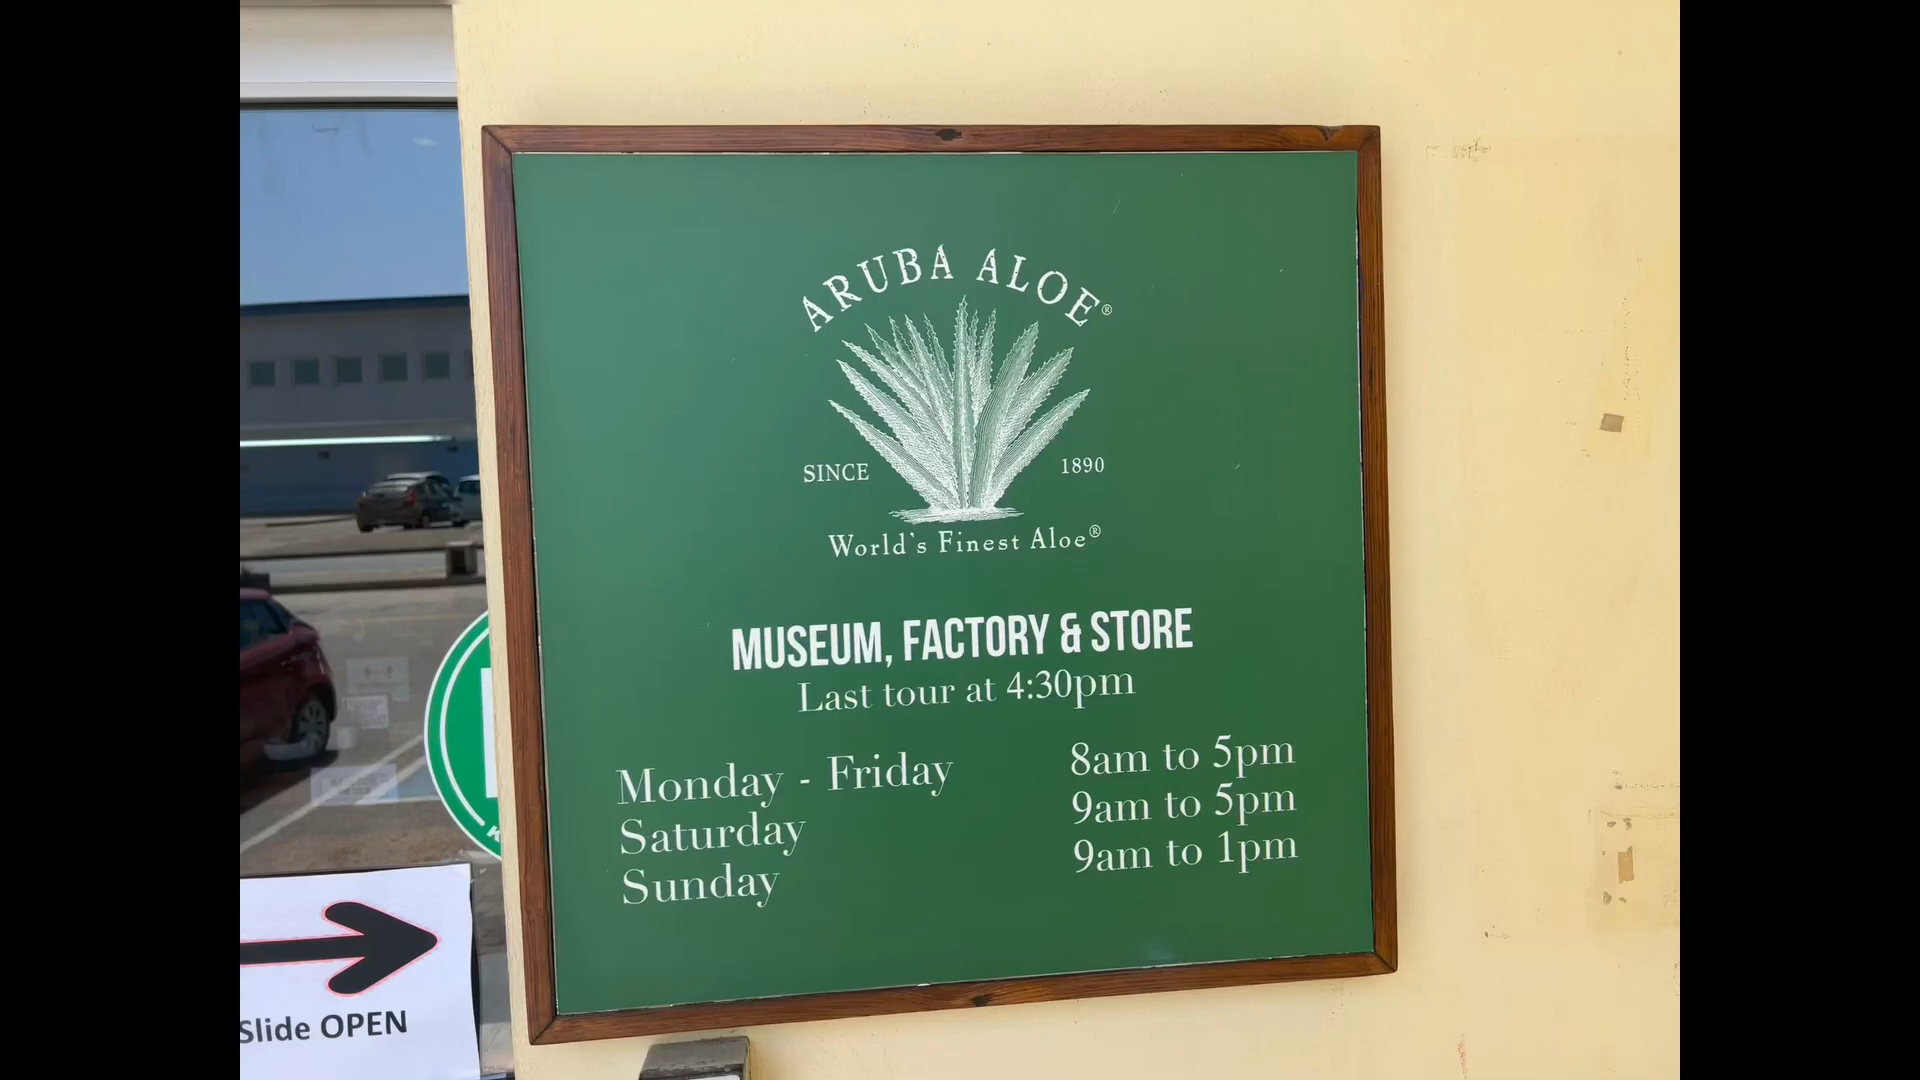 ARUBA ALOE®
SINCE 1890
World's Finest Aloe®
MUSEUM, FACTORY & STORE
Last tour at 4:30pm
Monday - Friday 8am to 5pm
Saturday 9am to 5pm
Sunday 9am to 1pm
Slide OPEN